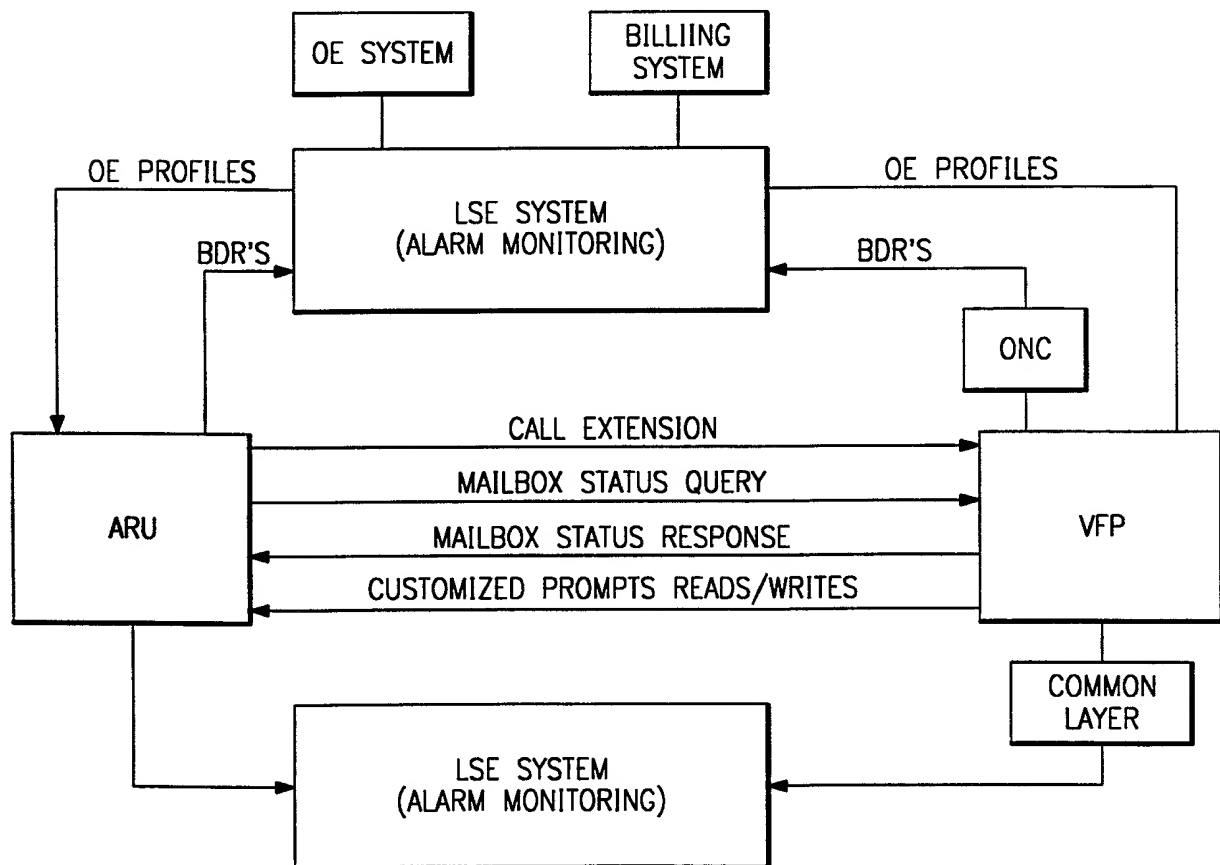 OE SYSTEM
BILLIING
SYSTEM
OE PROFILES
OE PROFILES
LSE SYSTEM
(ALARM MONITORING)
BDR'S
BDR'S
ONC
CALL EXTENSION
MAILBOX STATUS QUERY
ARU
VFP
MAILBOX STATUS RESPONSE
CUSTOMIZED PROMPTS READS/WRITES
COMMON
LAYER
LSE SYSTEM
(ALARM MONITORING)